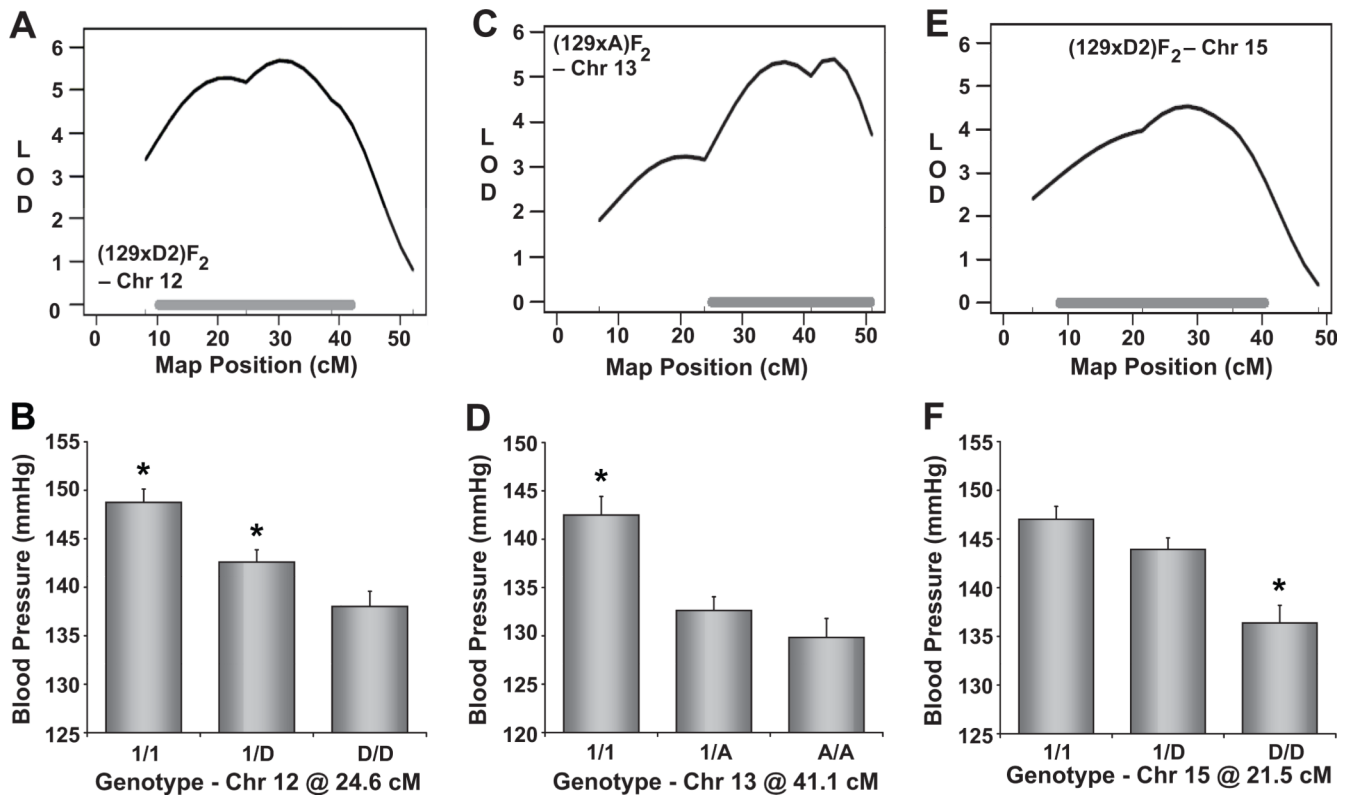 A
6
5
4
3
2
1
0
LOD
(129xD2)F2
– Chr 12
0 10 20 30 40 50
Map Position (cM)
C
6
5
4
3
2
1
0
LOD
(129xA)F2
– Chr 13
0 10 20 30 40 50
Map Position (cM)
E
6
5
4
3
2
1
0
LOD
(129xD2)F2 – Chr 15
0 10 20 30 40 50
Map Position (cM)
B
155
150
145
140
135
130
125
Blood Pressure (mmHg)
* *
1/1 1/D D/D
Genotype - Chr 12 @ 24.6 cM
D
150
145
140
135
130
125
120
Blood Pressure (mmHg)
*
1/1 1/A A/A
Genotype - Chr 13 @ 41.1 cM
F
155
150
145
140
135
130
125
Blood Pressure (mmHg)
*
1/1 1/D D/D
Genotype - Chr 15 @ 21.5 cM